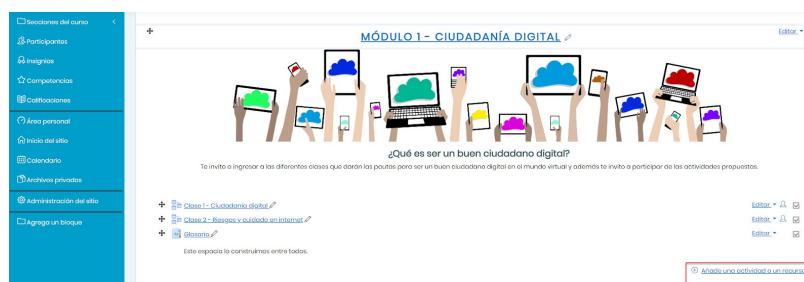 Secciones del curso
Participantes
Insignias
Competencias
Calificaciones
Área personal
Inicio del sitio
Calendario
Archivos privados
Administración del sitio
Agrega un bloque
MÓDULO 1 - CIUDADANÍA DIGITAL
Editar
¿Qué es ser un buen ciudadano digital?
Te invito a ingresar a las diferentes clases que darán las pautas para ser un buen ciudadano digital en el mundo virtual y además te invito a participar de las actividades propuestas.
Clase 1 - Ciudadanía digital Editar
Clase 2 - Riesgos y cuidado en internet Editar
Glosario Editar
Este espacio lo construimos entre todos.
Añade una actividad o un recurso